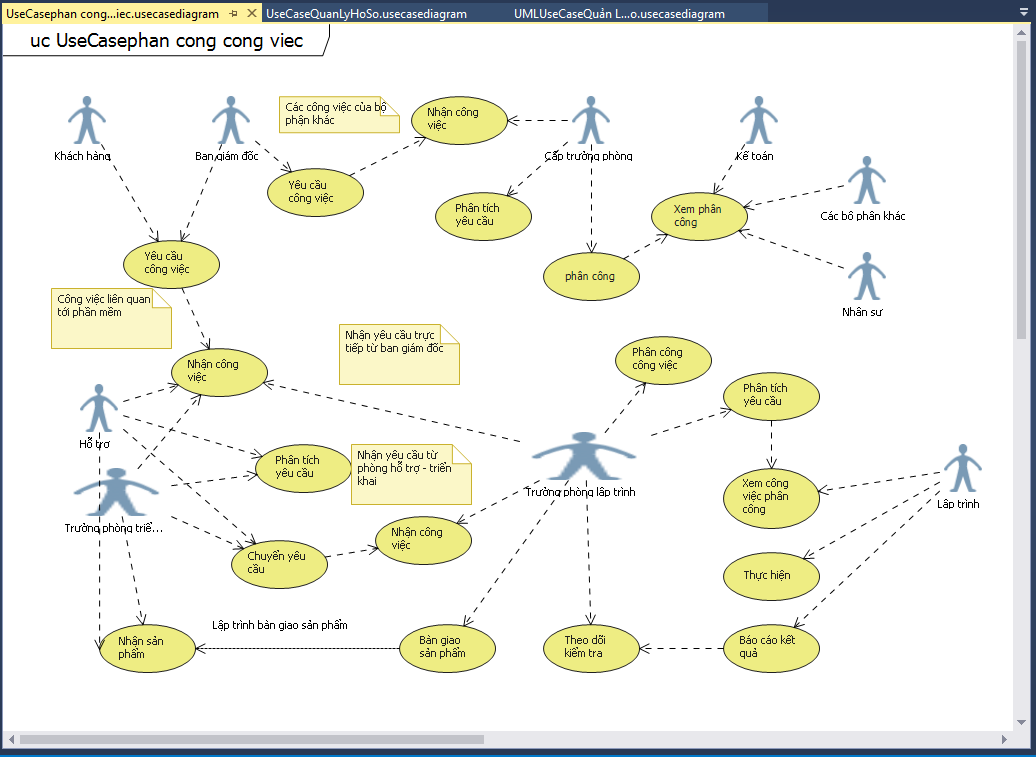 UseCasephan cong...iec.usecasediagram
UseCaseQuanLyHoSo.usecasediagram
UMLUseCaseQuản L...o.usecasediagram
uc UseCasephan cong cong viec
Khách hàng
Ban giám đốc
Các công việc của bộ
phận khác
Nhận công
việc
Cấp trưởng phòng
Kế toán
Yêu cầu
công việc
Phân tích
yêu cầu
Xem phân
công
Các bô phân khác
Yêu cầu
công việc
phân công
Nhân sư
Công việc liên quan
tới phần mềm
Nhận yêu cầu trực
tiếp từ ban giám đốc
Nhận công
việc
Phân công
công việc
Phân tích
yêu cầu
Hỗ trơ
Phân tích
yêu cầu
Nhận yêu cầu từ
phòng hỗ trợ - triển
khai
Trưởng phòng lâp trình
Xem công
việc phân
công
Lâp trình
Trưởng phòng triể...
Nhận công
việc
Chuyển yêu
cầu
Thực hiện
Lập trình bàn giao sản phẩm
Nhận sản
phẩm
Bàn giao
sản phẩm
Theo dõi
kiểm tra
Báo cáo kết
quả